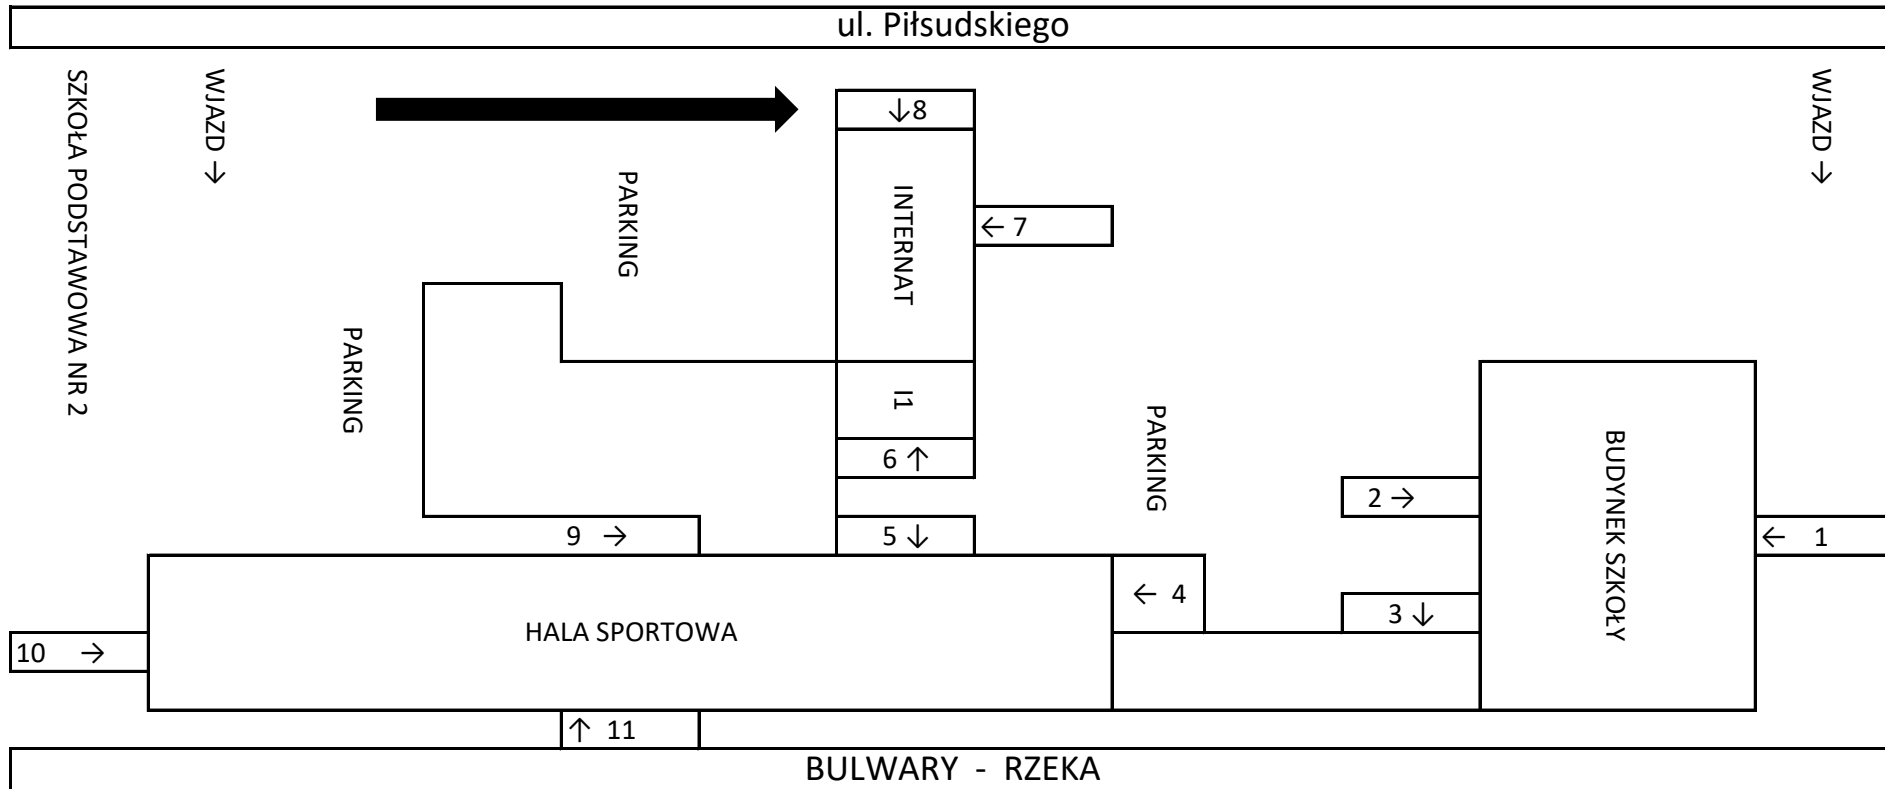 ul. Piłsudskiego
SZKOŁA PODSTAWOWA NR 2
WJAZD →
WJAZD →
↓8
PARKING
INTERNAT
← 7
PARKING
I1
PARKING
BUDYNEK SZKOŁY
6 ↑
2 →
9 →
5 ↓
← 1
← 4
3 ↓
HALA SPORTOWA
10 →
↑ 11
BULWARY - RZEKA